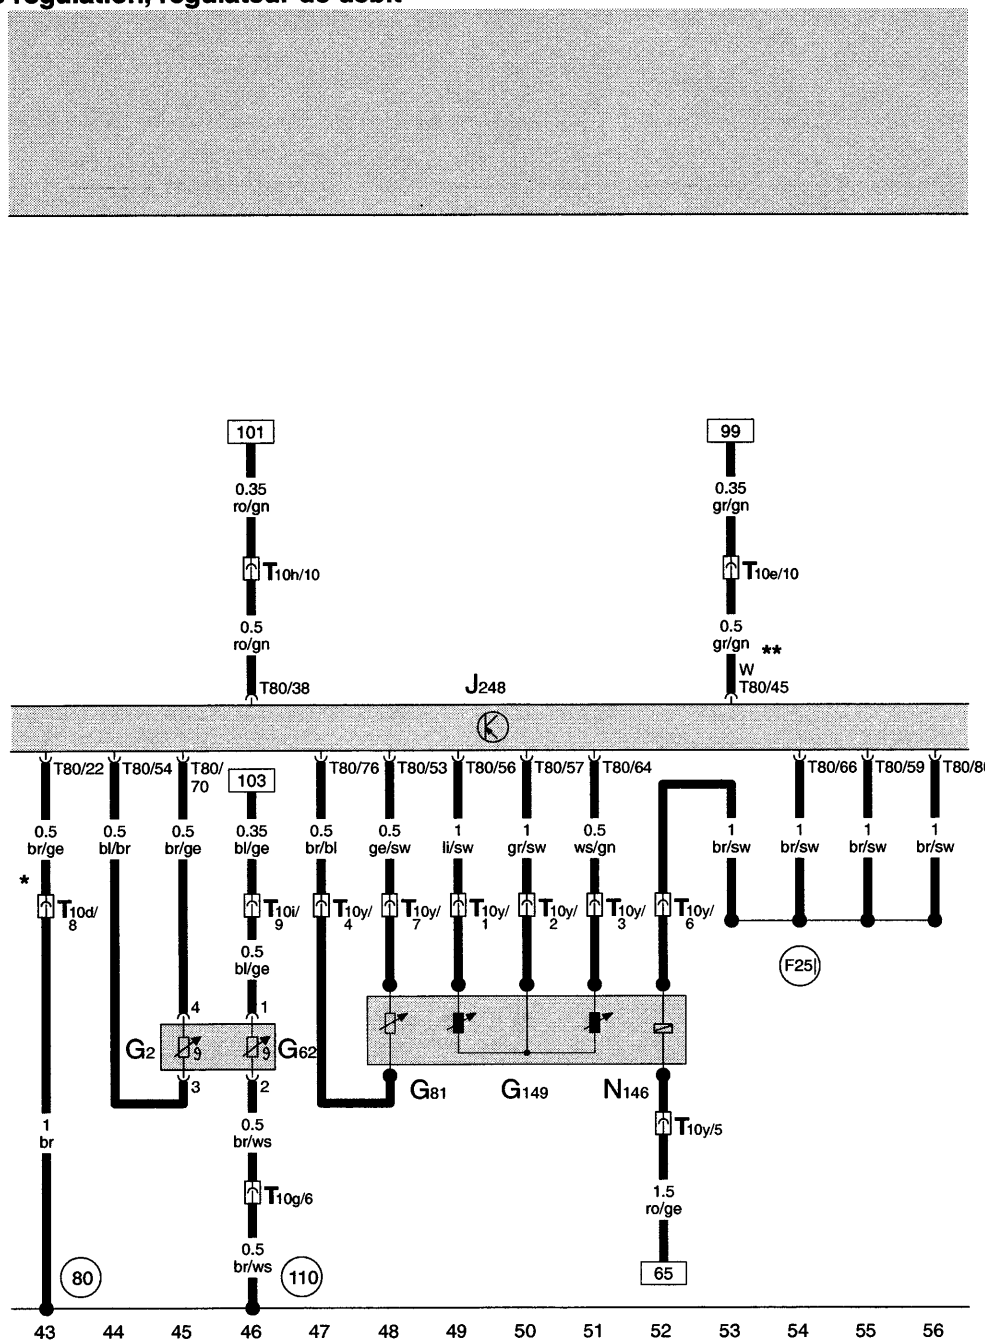 régulation, régulateur de débit
101 99
0.35 0.35
ro/gn gr/gn
T10h/10 T10e/10
0.5 0.5
ro/gn gr/gn **
W
T80/38 J248 T80/45
T80/22 T80/54 T80/ T80/76 T80/53 T80/56 T80/57 T80/64 T80/66 T80/59
70 103
0.5 0.5 0.5 0.35 0.5 0.5 1 1 0.5 1 1 1 1
br/ge bl/br br/ge bl/ge br/bl ge/sw li/sw gr/sw ws/gn br/sw br/sw br/sw br/sw
*
T10d/ T10i/ T10y/ T10y/ T10y/ T10y/ T10y/ T10y/
8 9 4 7 1 2 3 6
0.5
bl/ge
F25
4 1
G2 G62
3 2
G81 G149 N146
1 0.5 T10y/5
br br/ws
T10g/6 1.5
ro/ge
0.5
br/ws
80 110 65
43 44 45 46 47 48 49 50 51 52 53 54 55 56